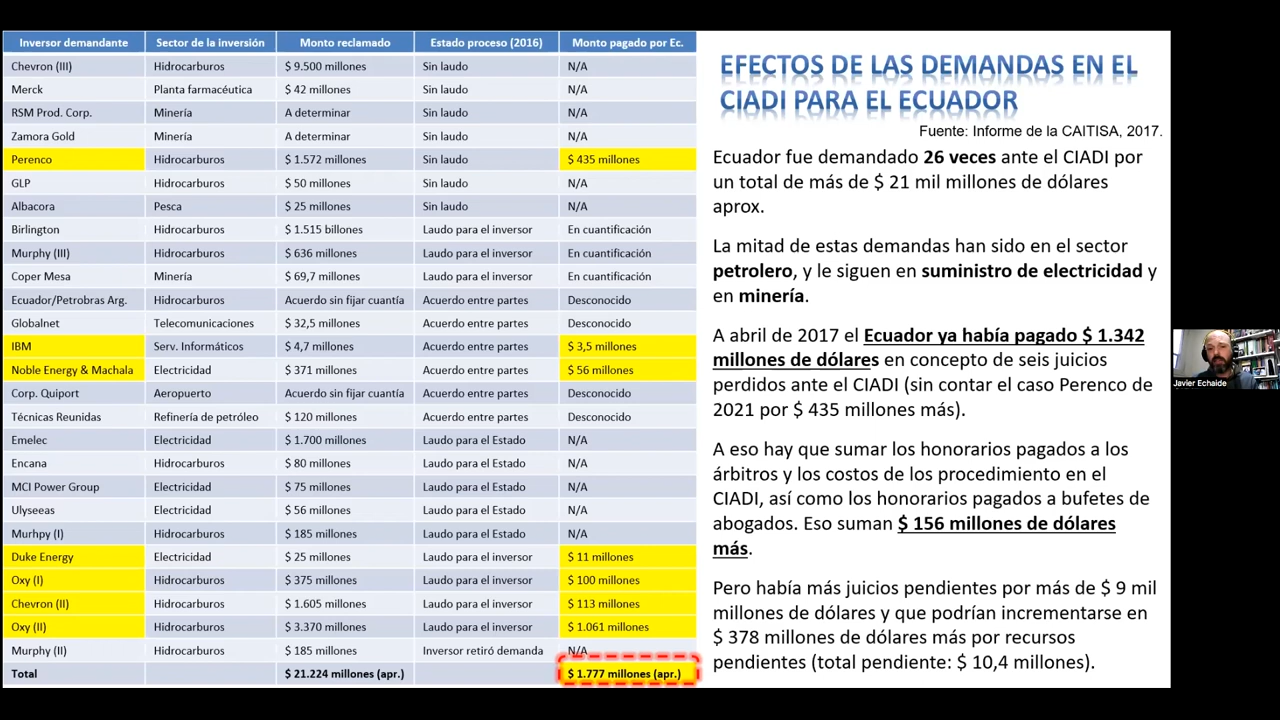 Inversor demandante Sector de la inversión Monto reclamado Estado proceso (2016) Monto pagado por Ec.
Chevron (III) Hidrocarburos $ 9.500 millones Sin laudo N/A
Merck Planta farmacéutica $ 42 millones Sin laudo N/A
RSM Prod. Corp. Minería A determinar Sin laudo N/A
Zamora Gold Minería A determinar Sin laudo N/A
Perenco Hidrocarburos $ 1.572 millones Sin laudo $ 435 millones
GLP Hidrocarburos $ 50 millones Sin laudo N/A
Albacora Pesca $ 25 millones Sin laudo N/A
Birlington Hidrocarburos $ 1.515 billones Laudo para el inversor En cuantificación
Murphy (III) Hidrocarburos $ 636 millones Laudo para el inversor En cuantificación
Coper Mesa Minería $ 69,7 millones Laudo para el inversor En cuantificación
Ecuador/Petrobras Arg. Hidrocarburos Acuerdo sin fijar cuantía Acuerdo entre partes Desconocido
Globalnet Telecomunicaciones $ 32,5 millones Acuerdo entre partes Desconocido
IBM Serv. Informáticos $ 4,7 millones Acuerdo entre partes $ 3,5 millones
Noble Energy & Machala Electricidad $ 371 millones Acuerdo entre partes $ 56 millones
Corp. Quiport Aeropuerto Acuerdo sin fijar cuantía Acuerdo entre partes Desconocido
Técnicas Reunidas Refinería de petróleo $ 120 millones Acuerdo entre partes Desconocido
Emelec Electricidad $ 1.700 millones Laudo para el Estado N/A
Encana Hidrocarburos $ 80 millones Laudo para el Estado N/A
MCI Power Group Electricidad $ 75 millones Laudo para el Estado N/A
Ulyseeas Electricidad $ 56 millones Laudo para el Estado N/A
Murhpy (I) Hidrocarburos $ 185 millones Laudo para el Estado N/A
Duke Energy Electricidad $ 25 millones Laudo para el inversor $ 11 millones
Oxy (I) Hidrocarburos $ 375 millones Laudo para el inversor $ 100 millones
Chevron (II) Hidrocarburos $ 1.605 millones Laudo para el inversor $ 113 millones
Oxy (II) Hidrocarburos $ 3.370 millones Laudo para el inversor $ 1.061 millones
Murphy (II) Hidrocarburos $ 185 millones Inversor retiró demanda N/A
Total $ 21.224 millones (apr.) $ 1.777 millones (apr.)
EFECTOS DE LAS DEMANDAS EN EL
CIADI PARA EL ECUADOR
Fuente: Informe de la CAITISA, 2017.
Ecuador fue demandado 26 veces ante el CIADI por
un total de más de $ 21 mil millones de dólares
aprox.
La mitad de estas demandas han sido en el sector
petrolero, y le siguen en suministro de electricidad y
en minería.
A abril de 2017 el Ecuador ya había pagado $ 1.342
millones de dólares en concepto de seis juicios
perdidos ante el CIADI (sin contar el caso Perenco de
2021 por $ 435 millones más).
A eso hay que sumar los honorarios pagados a los
árbitros y los costos de los procedimiento en el
CIADI, así como los honorarios pagados a bufetes de
abogados. Eso suman $ 156 millones de dólares
más.
Pero había más juicios pendientes por más de $ 9 mil
millones de dólares y que podrían incrementarse en
$ 378 millones de dólares más por recursos
pendientes (total pendiente: $ 10,4 millones).
Javier Echaide